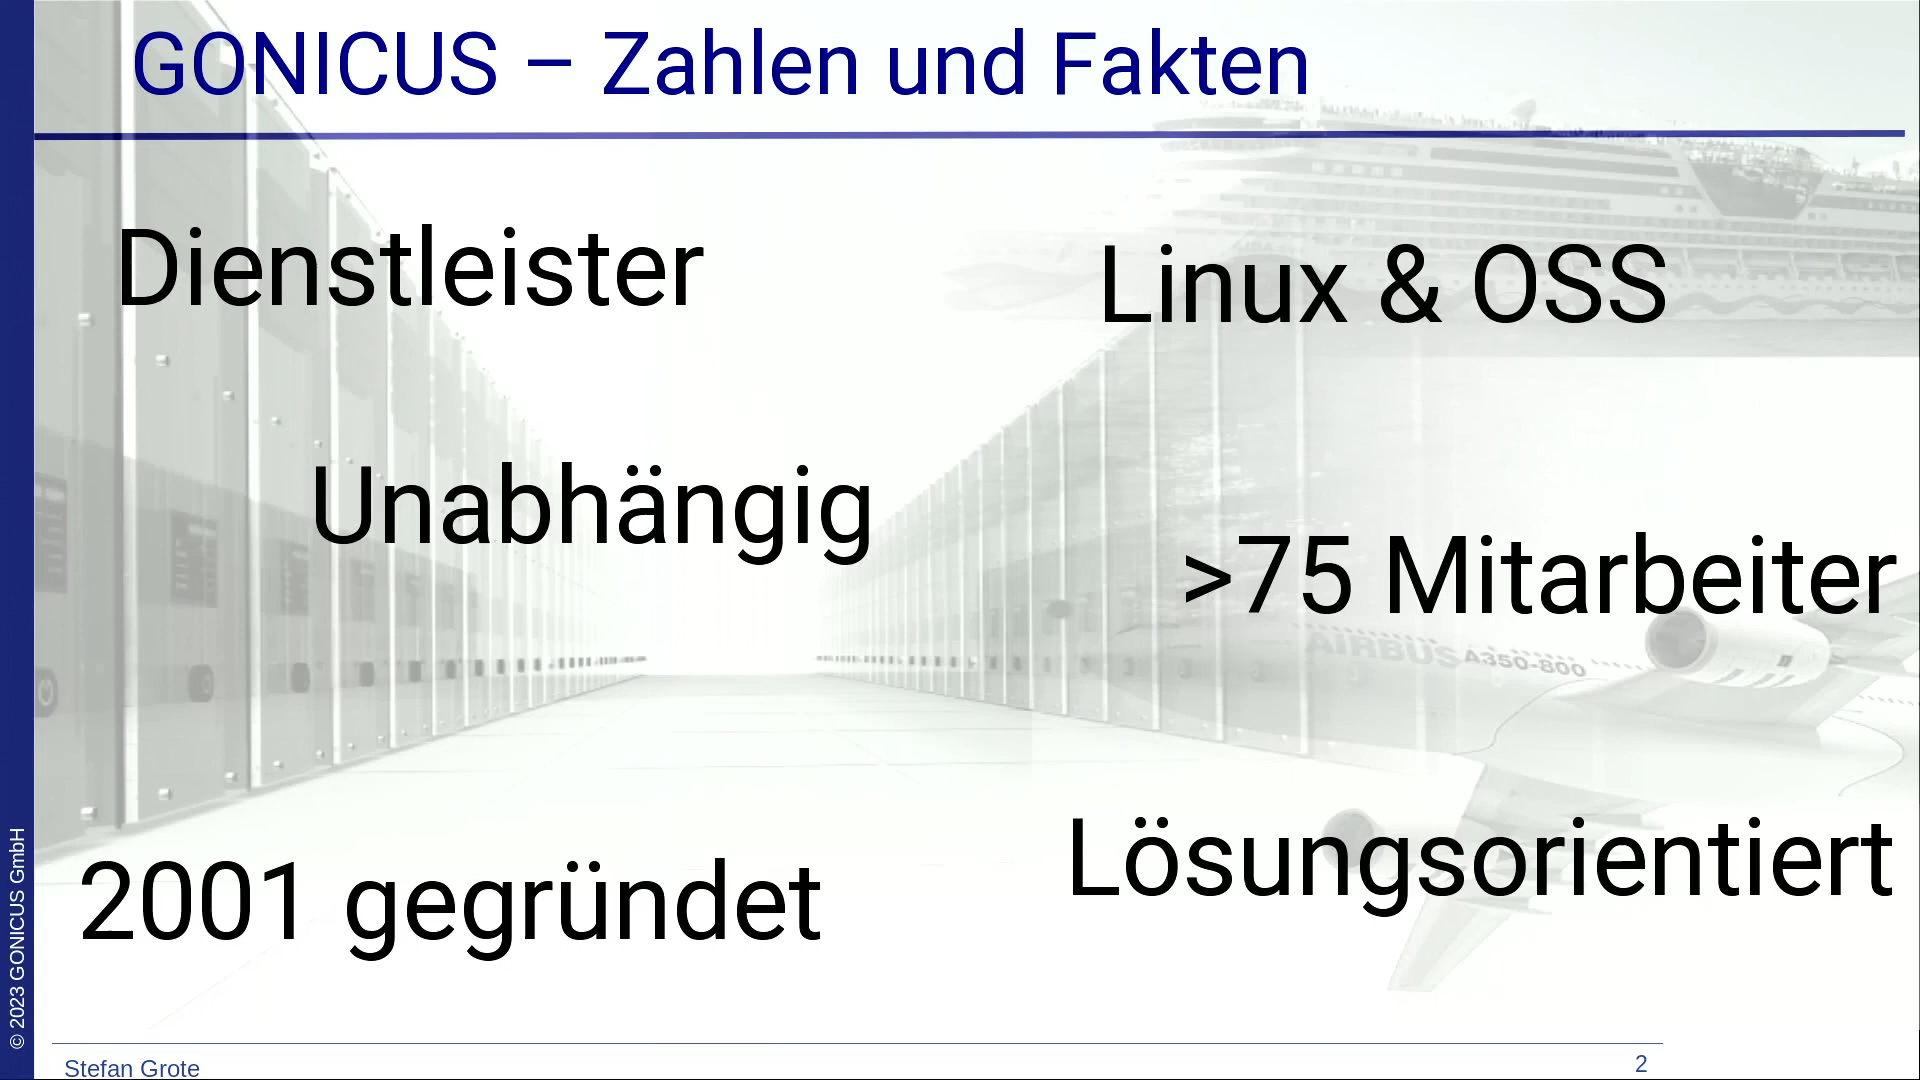 GONICUS – Zahlen und Fakten
Dienstleister
Linux & OSS
Unabhängig
>75 Mitarbeiter
AIRBUS A350-800
Lösungsorientiert
2001 gegründet
© 2023 GONICUS GmbH
Stefan Grote
2